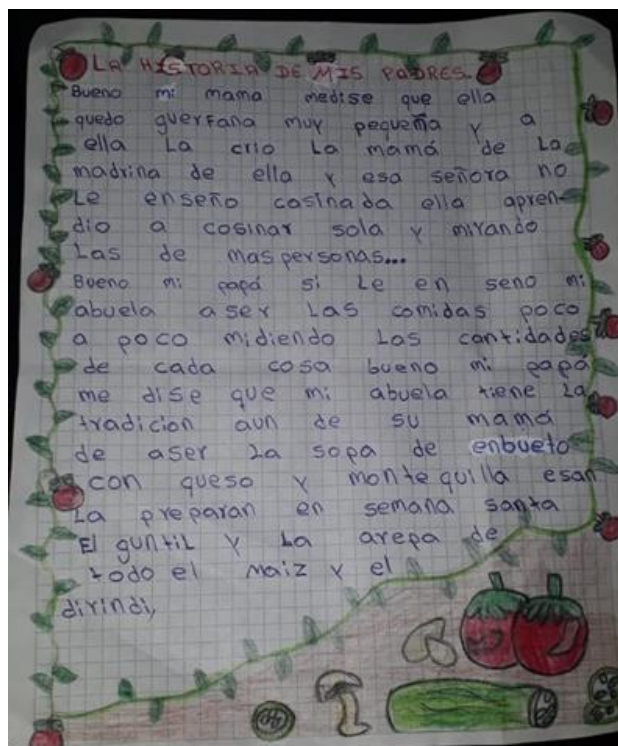 LA HISTORIA DE MIS PADRES.
Bueno mi mama medise que ella
quedo guerfana muy pequeña y a
ella La crio La mamá de La
madrina de ella y esa señora no
Le enseño cosinada ella apren-
dio a cosinar sola y mirando
Las de mas personas...
Bueno mi papá si Le en seno mi
abuela aser Las comidas poco
a poco midiendo Las cantidades
de cada cosa bueno mi papá
me dise que mi abuela tiene La
tradicion aun de su mamá
de aser La sopa de enbueto
con queso y montequilla esan
La preparan en semana santa
El guntil y La arepa de
todo el maiz y el
dirindi,